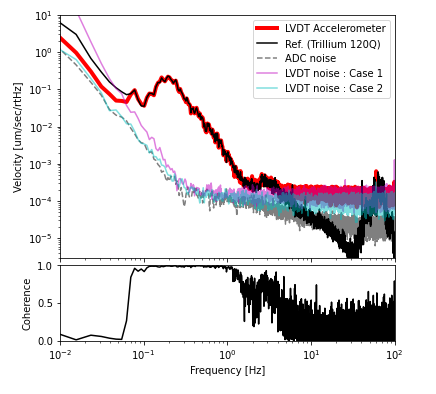 Velocity [um/sec/rtHz]
10¹
10⁰
10⁻¹
10⁻²
10⁻³
10⁻⁴
10⁻⁵
LVDT Accelerometer
Ref. (Trillium 120Q)
ADC noise
LVDT noise : Case 1
LVDT noise : Case 2
Coherence
1.0
0.5
0.0
10⁻²
10⁻¹
10⁰
10¹
10²
Frequency [Hz]